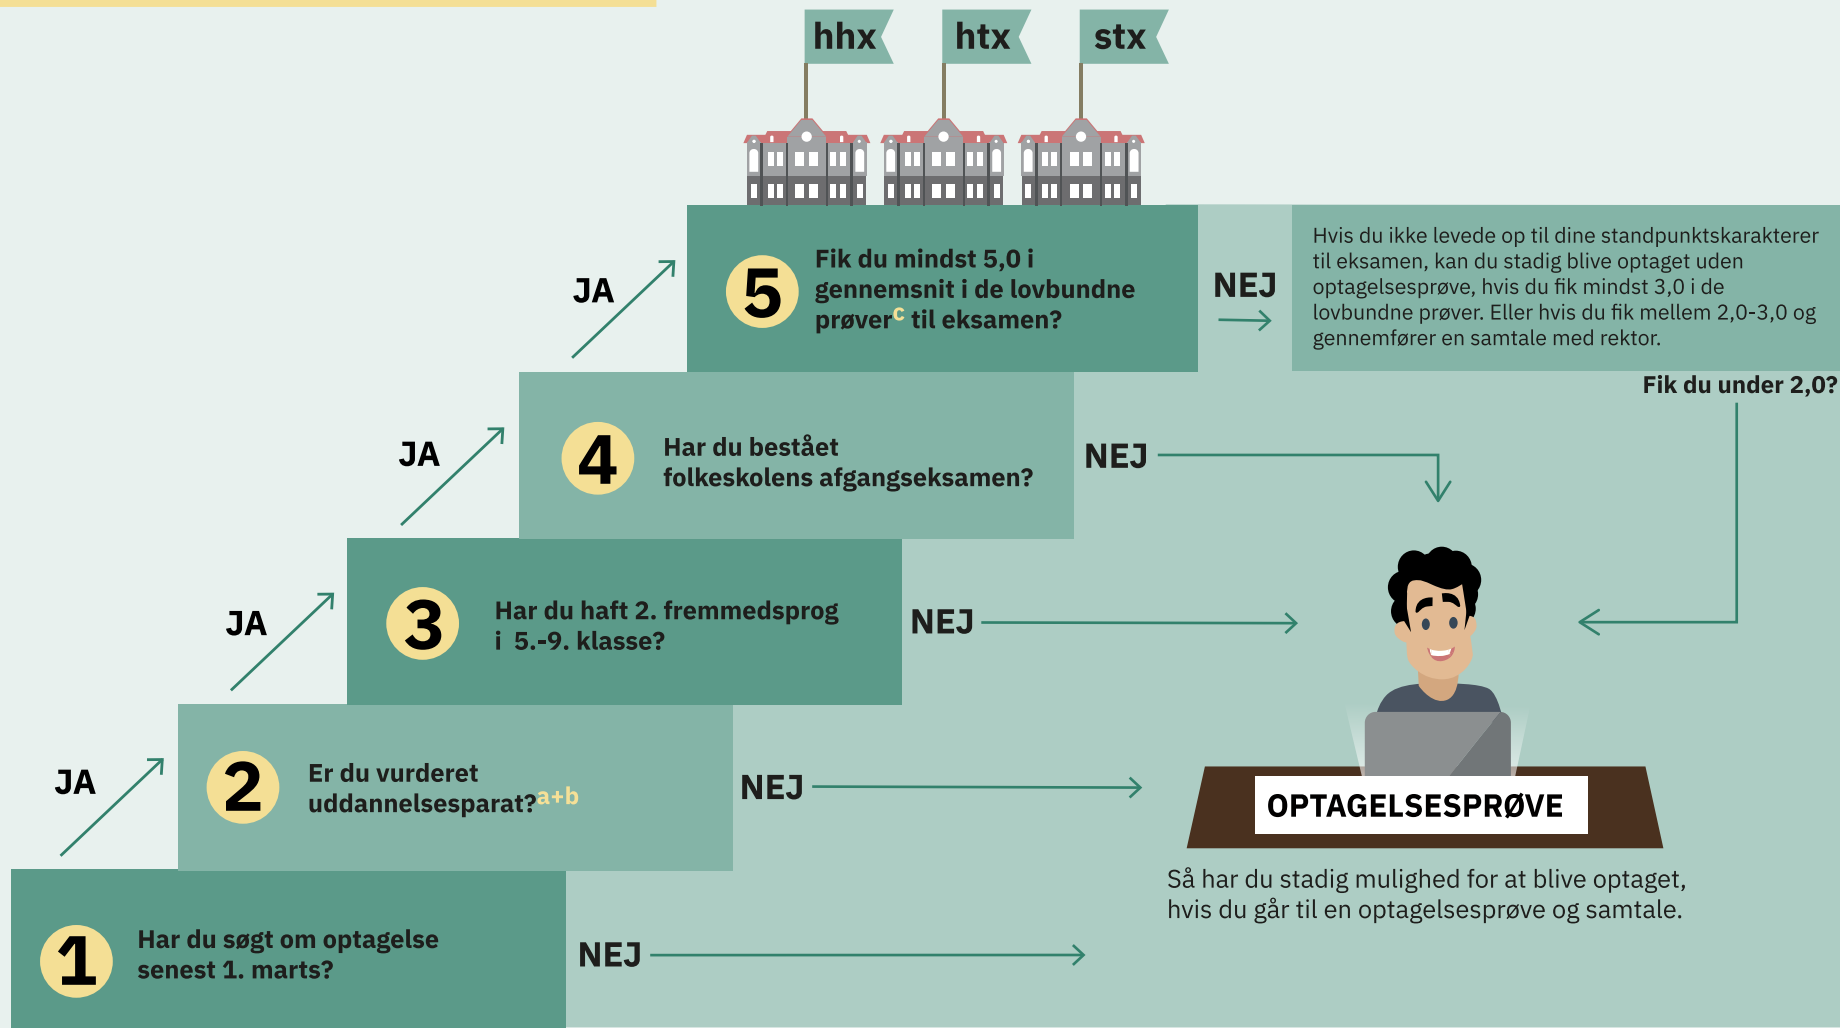 hhx
htx
stx
JA
5
Fik du mindst 5,0 i
gennemsnit i de lovbundne
prøverc til eksamen?
NEJ
Hvis du ikke levede op til dine standpunktskarakterer
til eksamen, kan du stadig blive optaget uden
optagelsesprøve, hvis du fik mindst 3,0 i de
lovbundne prøver. Eller hvis du fik mellem 2,0-3,0 og
gennemfører en samtale med rektor.
Fik du under 2,0?
JA
4
Har du bestået
folkeskolens afgangseksamen?
NEJ
JA
3
Har du haft 2. fremmedsprog
i 5.-9. klasse?
NEJ
JA
2
Er du vurderet
uddannelsesparat?a+b
NEJ
OPTAGELSESPRØVE
Så har du stadig mulighed for at blive optaget,
hvis du går til en optagelsesprøve og samtale.
1
Har du søgt om optagelse
senest 1. marts?
NEJ